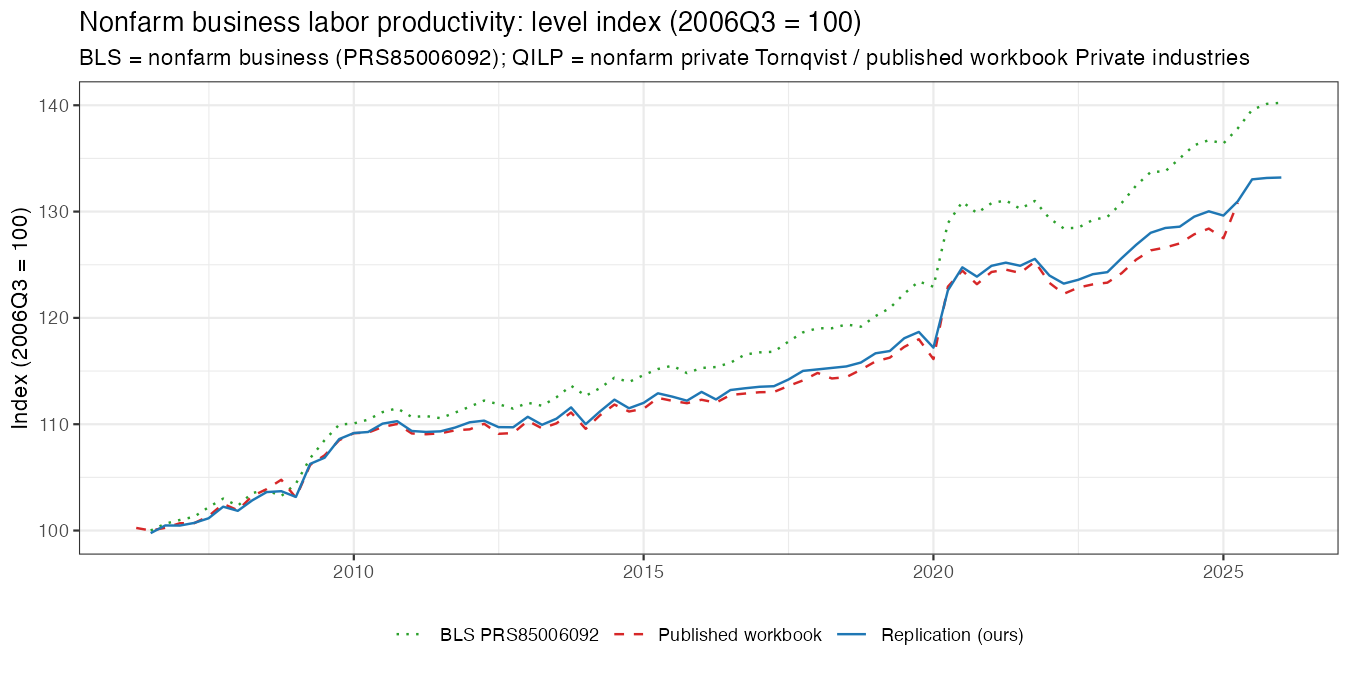 Nonfarm business labor productivity: level index (2006Q3 = 100)
BLS = nonfarm business (PRS85006092); QILP = nonfarm private Tornqvist / published workbook Private industries
Index (2006Q3 = 100)
140
130
120
110
100
2010 2015 2020 2025
BLS PRS85006092 Published workbook Replication (ours)